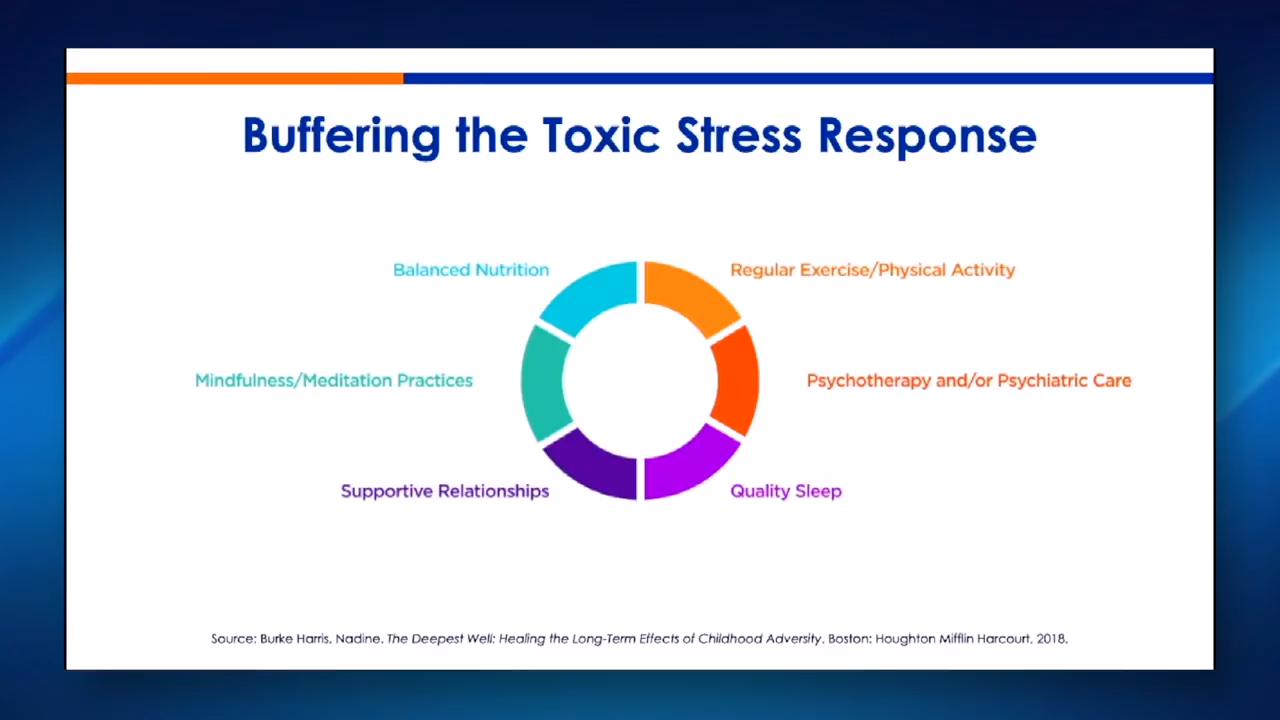 Buffering the Toxic Stress Response
Balanced Nutrition
Regular Exercise/Physical Activity
Mindfulness/Meditation Practices
Psychotherapy and/or Psychiatric Care
Supportive Relationships
Quality Sleep
Source: Burke Harris, Nadine. The Deepest Well: Healing the Long-Term Effects of Childhood Adversity. Boston: Houghton Mifflin Harcourt, 2018.